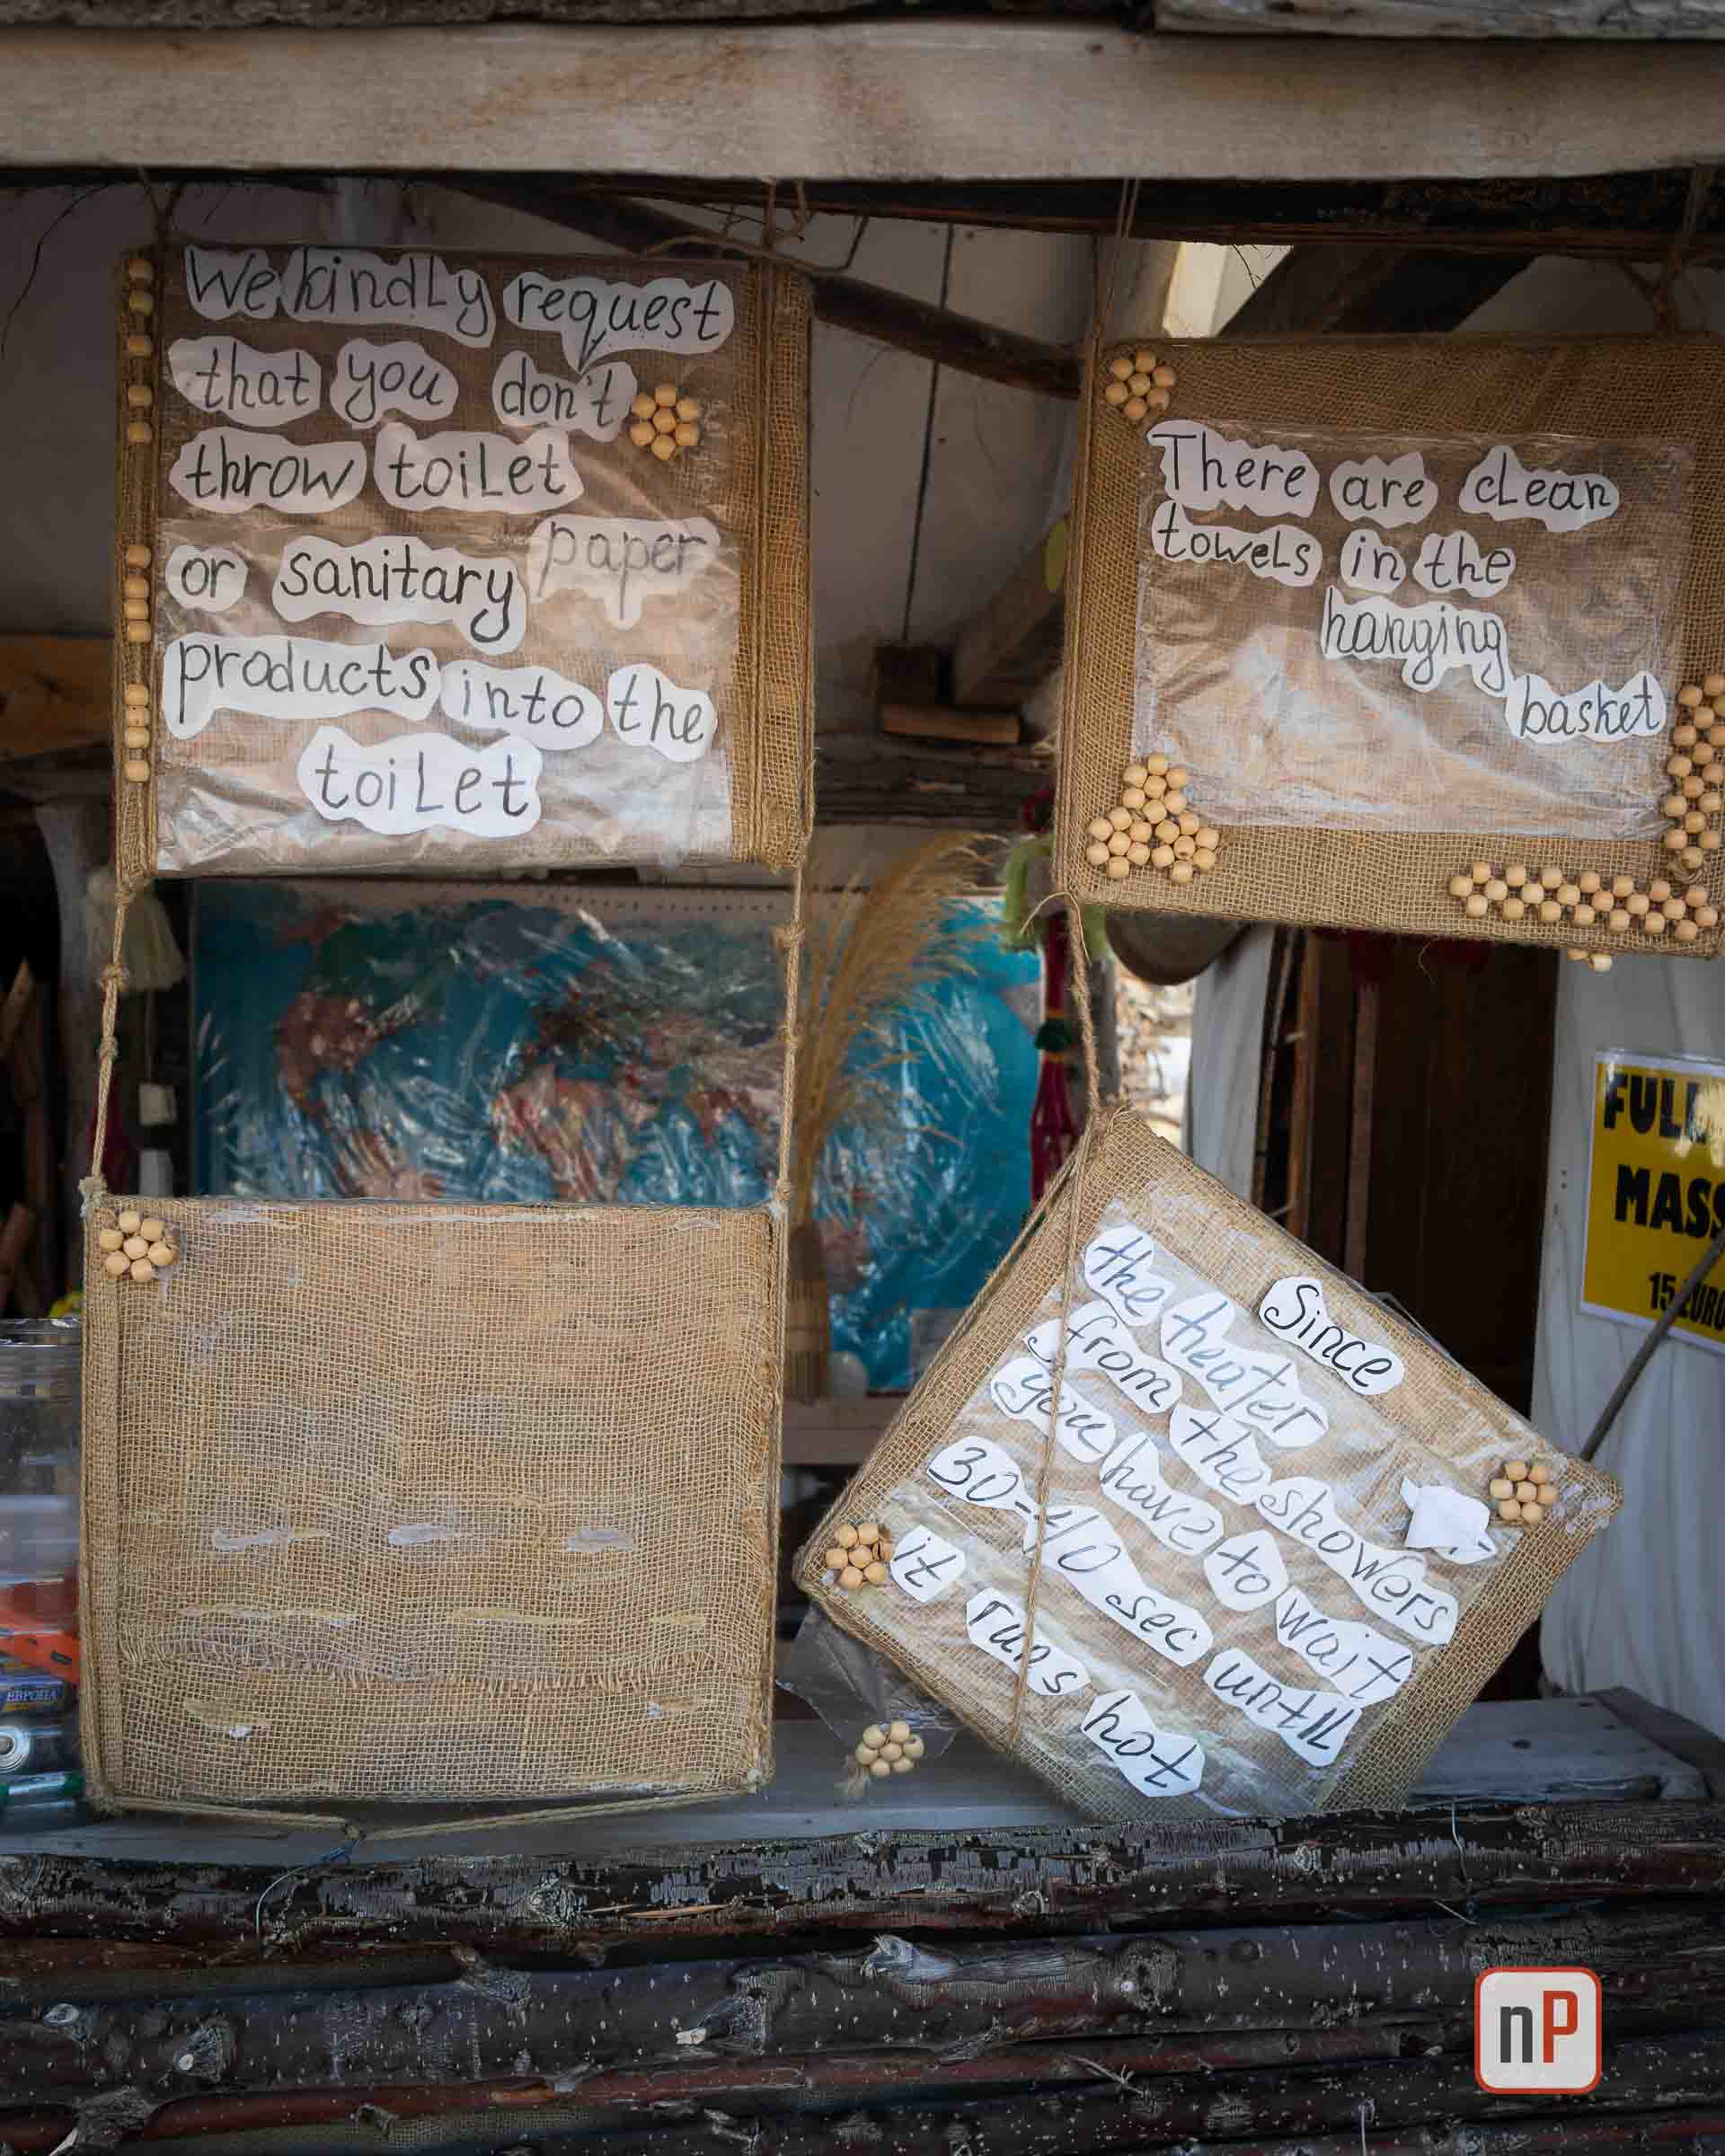 We kindly request
that you don't
throw toilet
paper
or sanitary
products into the
toilet
There are clean
towels in the
hanging
basket
Since
the heater
from the showers
you have to wait
30-40 sec until
it runs hot
FULL
MASS
15 EURO
ЕВРОПА
nP